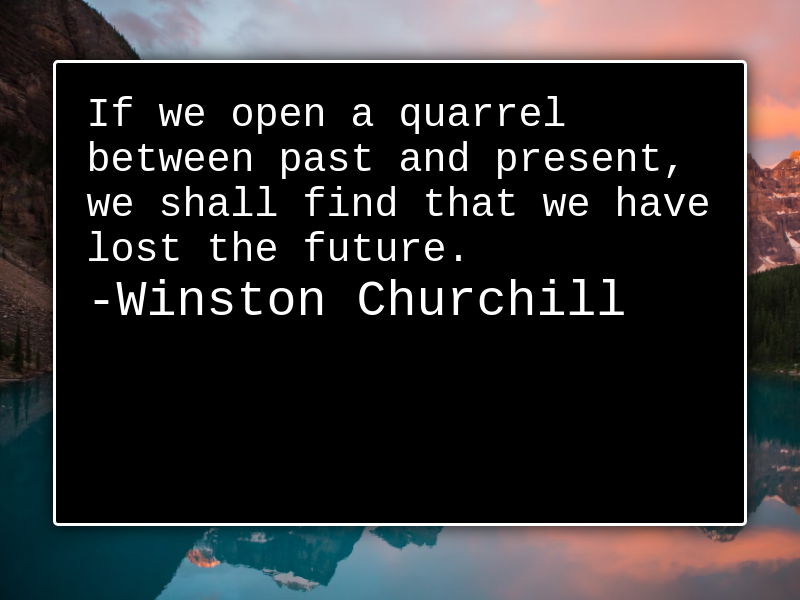 If we open a quarrel
between past and present,
we shall find that we have
lost the future.
-Winston Churchill